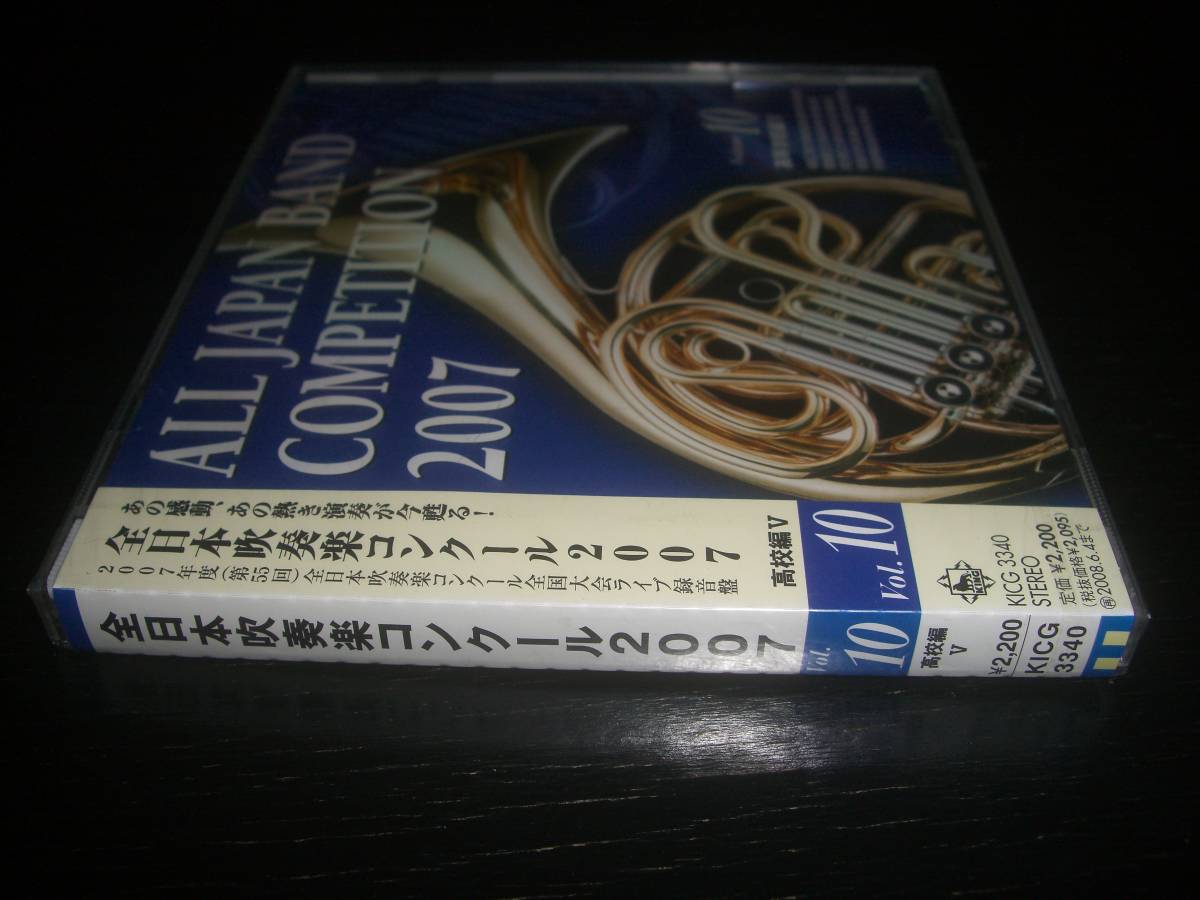 ALL JAPAN BAND
COMPETITION
2007
10
あの感動、あの熱き演奏が今甦る!
全日本吹奏楽コンクール2007
2007年度(第55回)全日本吹奏楽コンクール全国大会ライブ録音盤
高校編V
Vol. 10
KICG 3340
STEREO
定価¥2,200
(税抜価格¥2,095)
2008.6.4まで
全日本吹奏楽コンクール2007
Vol.
10
高校編
V
¥2,200
KICG
3340